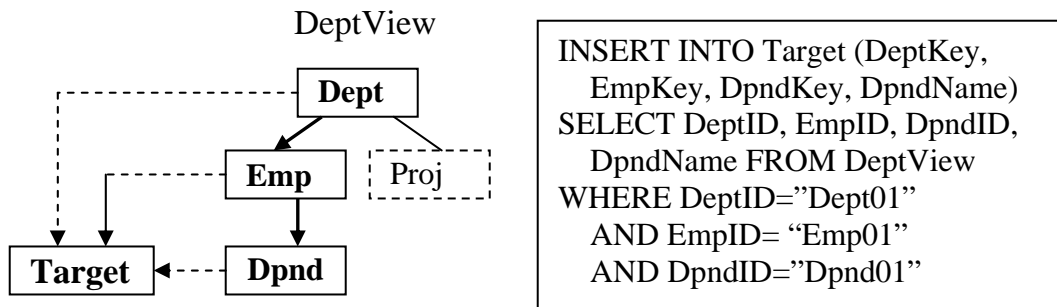 DeptView
Dept
Emp
Proj
Target
Dpnd
INSERT INTO Target (DeptKey,
EmpKey, DpndKey, DpndName)
SELECT DeptID, EmpID, DpndID,
DpndName FROM DeptView
WHERE DeptID=”Dept01”
AND EmpID= “Emp01”
AND DpndID=”Dpnd01”